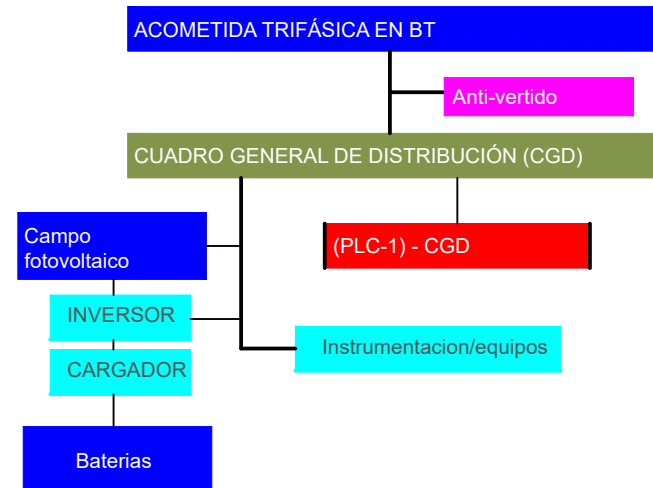 ACOMETIDA TRIFÁSICA EN BT
Anti-vertido
CUADRO GENERAL DE DISTRIBUCIÓN (CGD)
Campo
fotovoltaico
(PLC-1) - CGD
INVERSOR
Instrumentacion/equipos
CARGADOR
Baterias